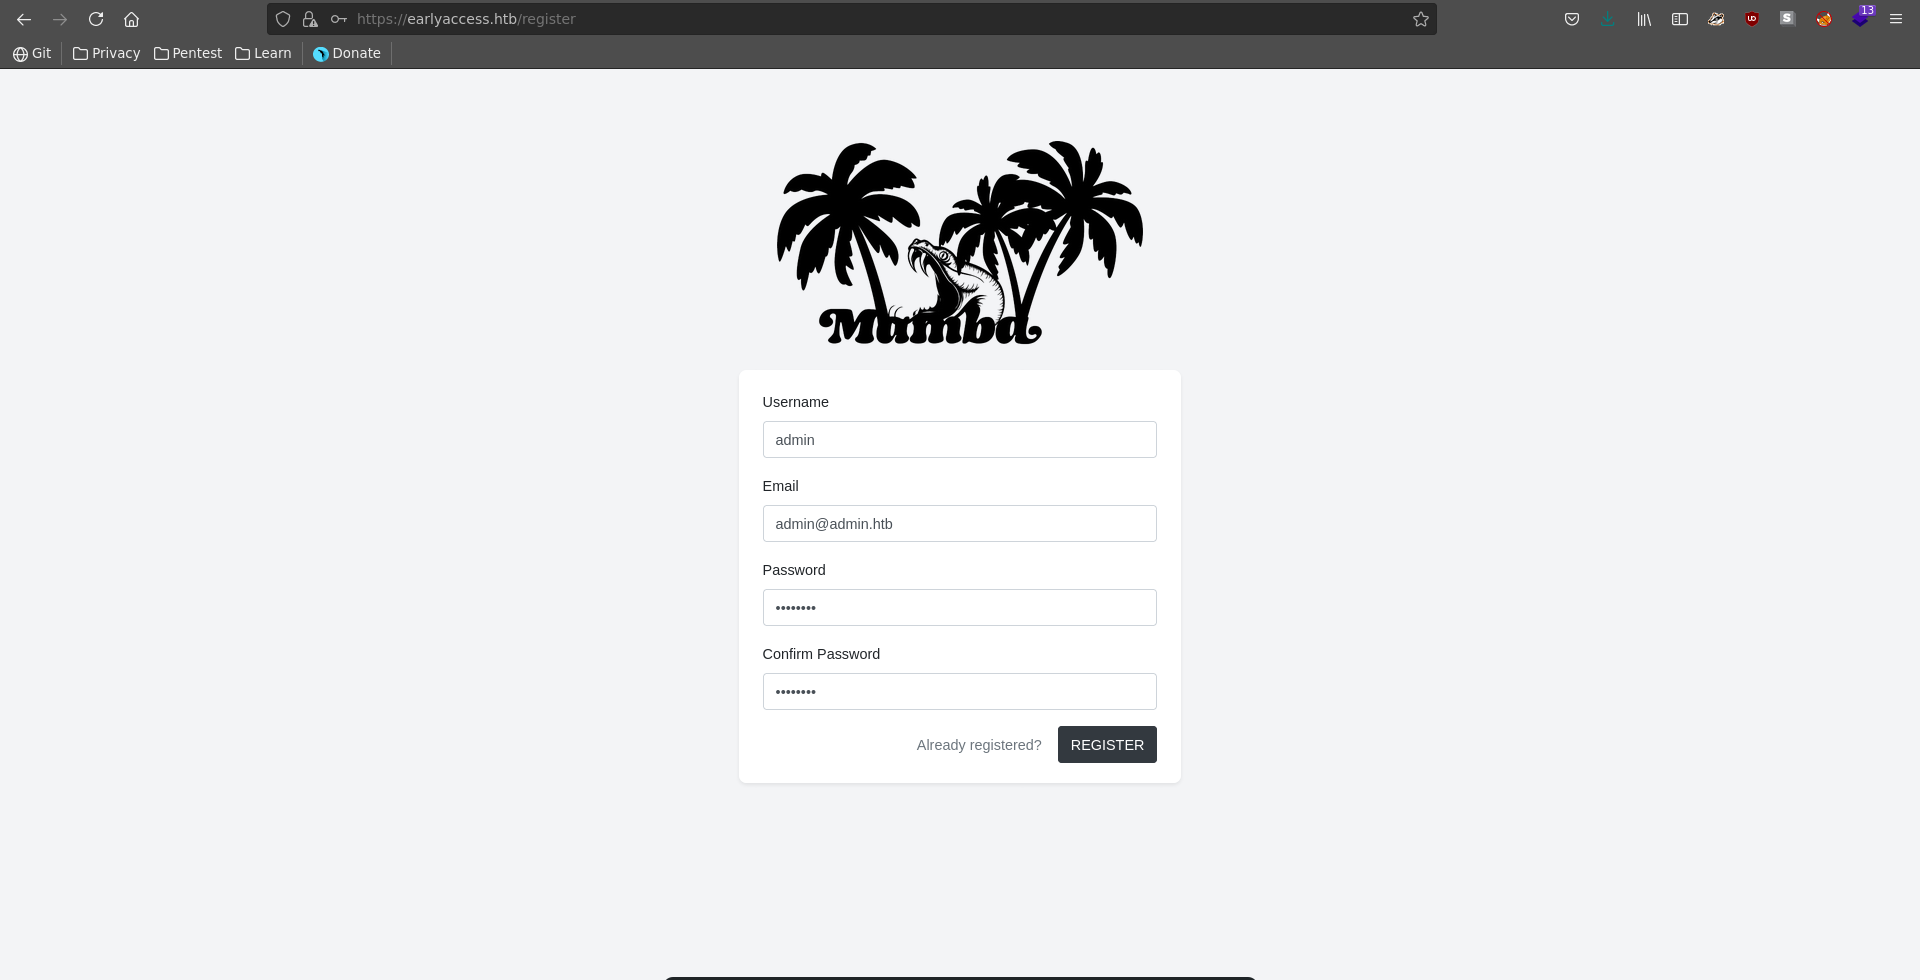 https://earlyaccess.htb/register
13
Git Privacy Pentest Learn Donate
Mamba
Username
admin
Email
admin@admin.htb
Password
••••••••
Confirm Password
••••••••
Already registered? REGISTER